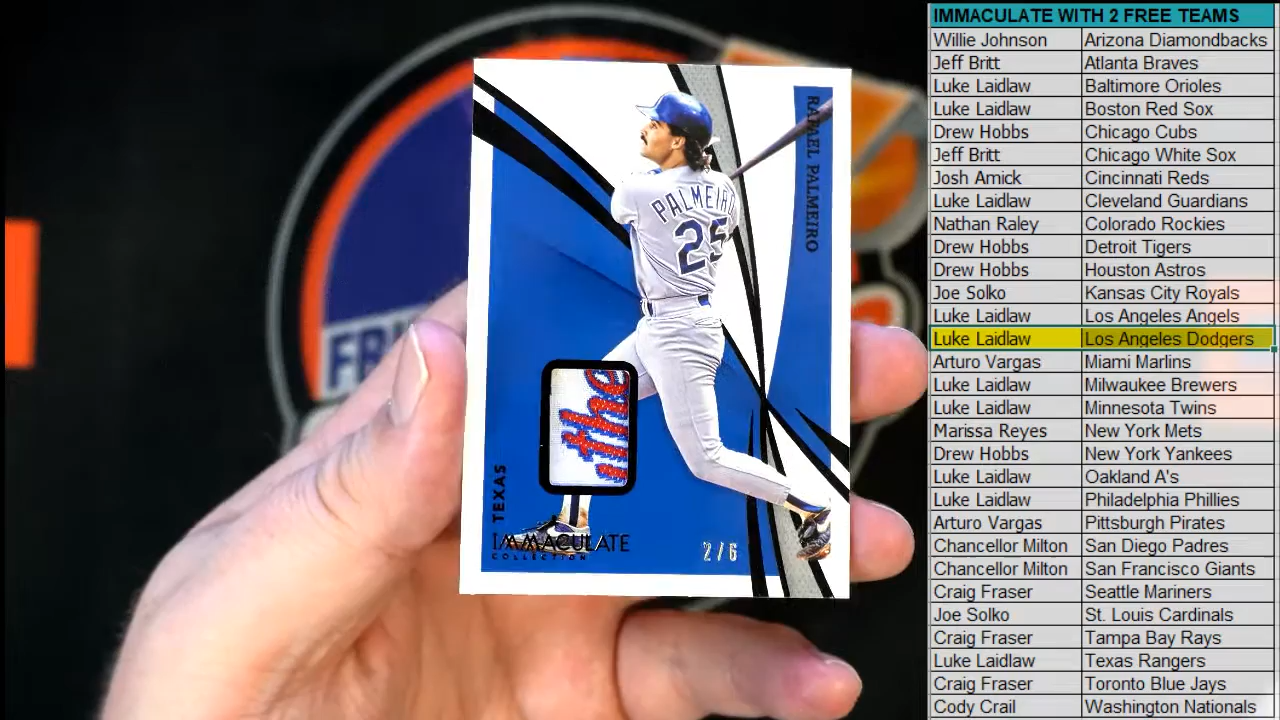 RAFAEL PALMEIRO
PALMEIRO
25
the
TEXAS
IMMACULATE
COLLECTION
2/6
IMMACULATE WITH 2 FREE TEAMS
Willie Johnson Arizona Diamondbacks
Jeff Britt Atlanta Braves
Luke Laidlaw Baltimore Orioles
Luke Laidlaw Boston Red Sox
Drew Hobbs Chicago Cubs
Jeff Britt Chicago White Sox
Josh Amick Cincinnati Reds
Luke Laidlaw Cleveland Guardians
Nathan Raley Colorado Rockies
Drew Hobbs Detroit Tigers
Drew Hobbs Houston Astros
Joe Solko Kansas City Royals
Luke Laidlaw Los Angeles Angels
Luke Laidlaw Los Angeles Dodgers
Arturo Vargas Miami Marlins
Luke Laidlaw Milwaukee Brewers
Luke Laidlaw Minnesota Twins
Marissa Reyes New York Mets
Drew Hobbs New York Yankees
Luke Laidlaw Oakland A's
Luke Laidlaw Philadelphia Phillies
Arturo Vargas Pittsburgh Pirates
Chancellor Milton San Diego Padres
Chancellor Milton San Francisco Giants
Craig Fraser Seattle Mariners
Joe Solko St. Louis Cardinals
Craig Fraser Tampa Bay Rays
Luke Laidlaw Texas Rangers
Craig Fraser Toronto Blue Jays
Cody Crail Washington Nationals